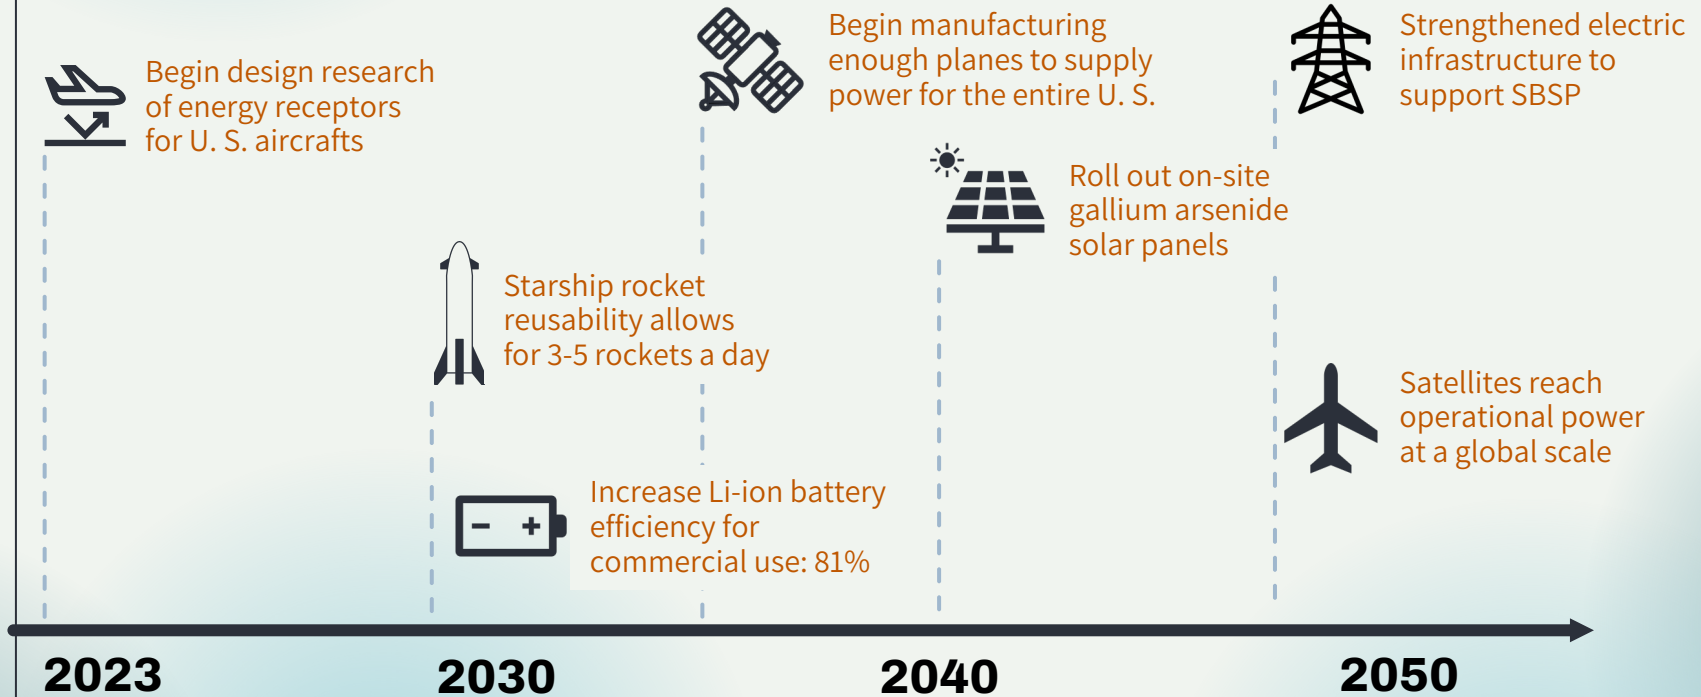 Begin design research
of energy receptors
for U. S. aircrafts
Starship rocket
reusability allows
for 3-5 rockets a day
Increase Li-ion battery
efficiency for
commercial use: 81%
Begin manufacturing
enough planes to supply
power for the entire U. S.
Roll out on-site
gallium arsenide
solar panels
Strengthened electric
infrastructure to
support SBSP
Satellites reach
operational power
at a global scale
2023
2030
2040
2050